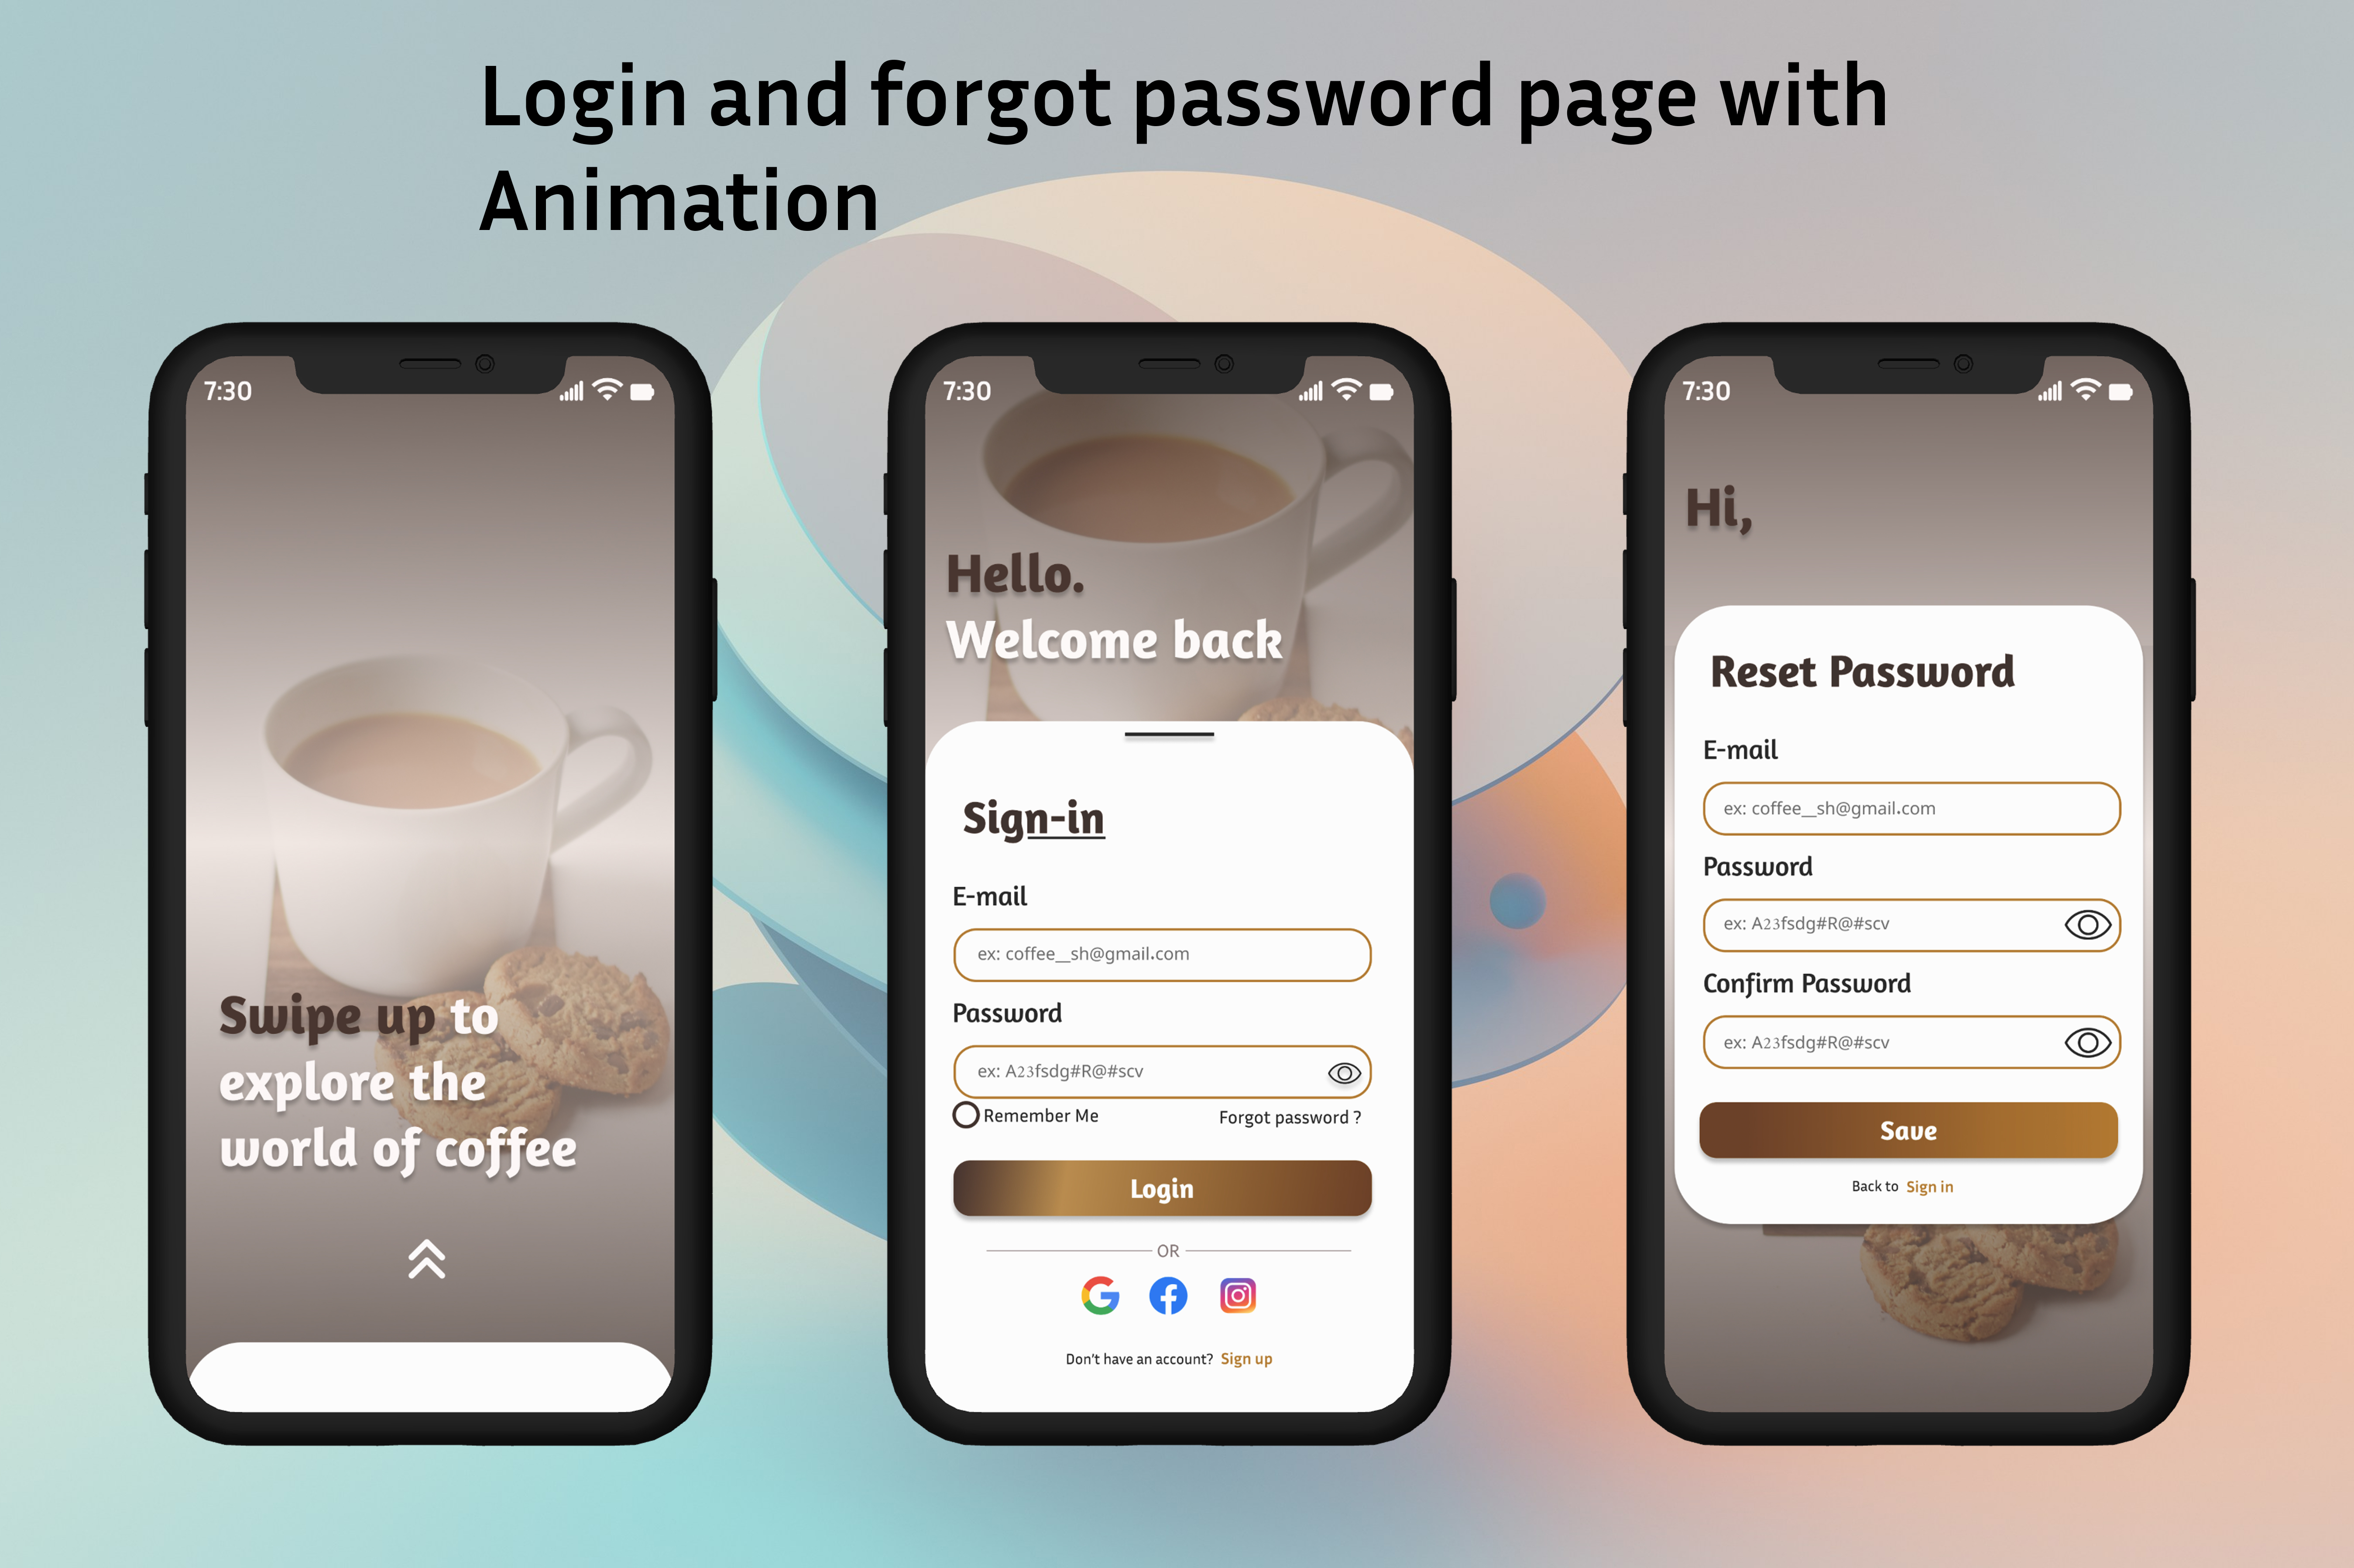 Login and forgot password page with
Animation
7:30
Swipe up to
explore the
world of coffee
7:30
Hello.
Welcome back
Sign-in
E-mail
ex: coffee__sh@gmail.com
Password
ex: A23fsdg#R@#scv
Remember Me
Forgot password ?
Login
OR
Don't have an account? Sign up
7:30
Hi,
Reset Password
E-mail
ex: coffee__sh@gmail.com
Password
ex: A23fsdg#R@#scv
Confirm Password
ex: A23fsdg#R@#scv
Save
Back to Sign in